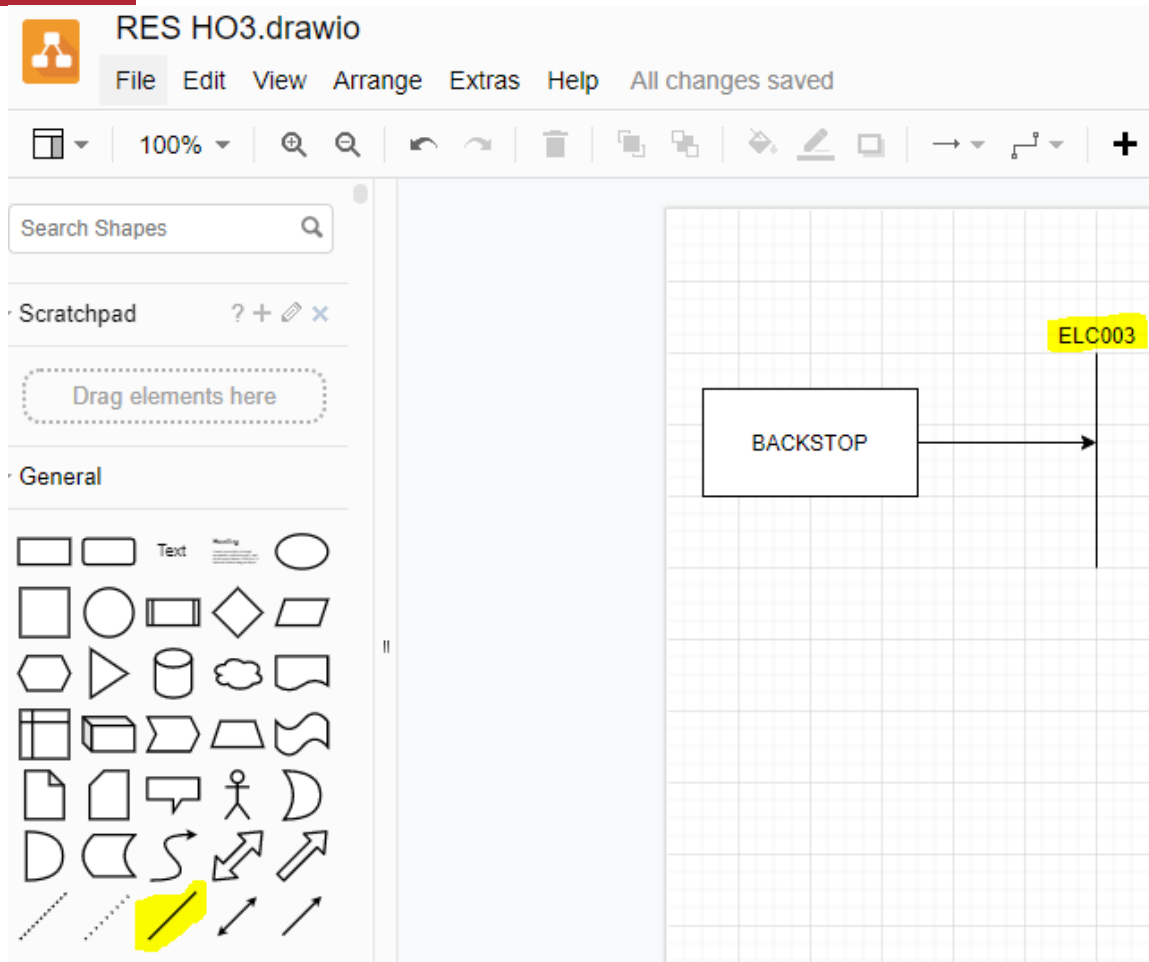 RES HO3.drawio
File Edit View Arrange Extras Help All changes saved
100%
Search Shapes
Scratchpad ?
Drag elements here
General
Text
Heading
ELC003
BACKSTOP